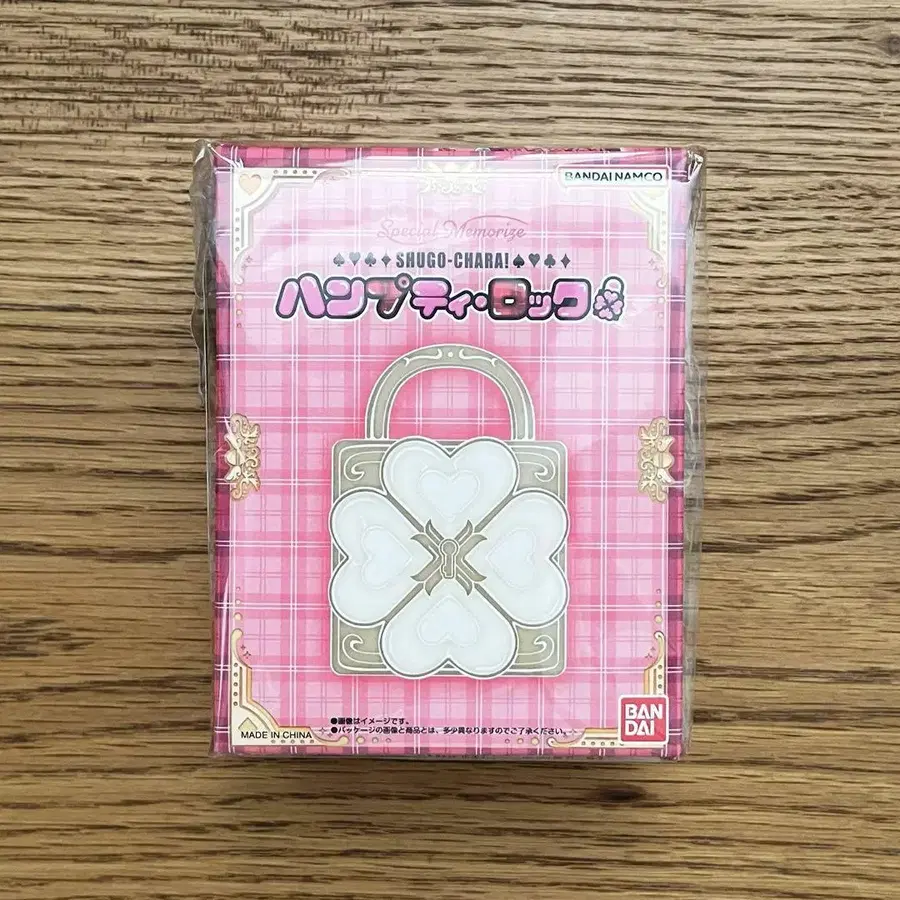 BANDAI NAMCO
Special Memorize
SHUGO-CHARA!
ハンプティ・ロック
●画像はイメージです。
●パッケージの画像と商品とは、多少異なりますのでご了承ください。
MADE IN CHINA
BAN
DAI